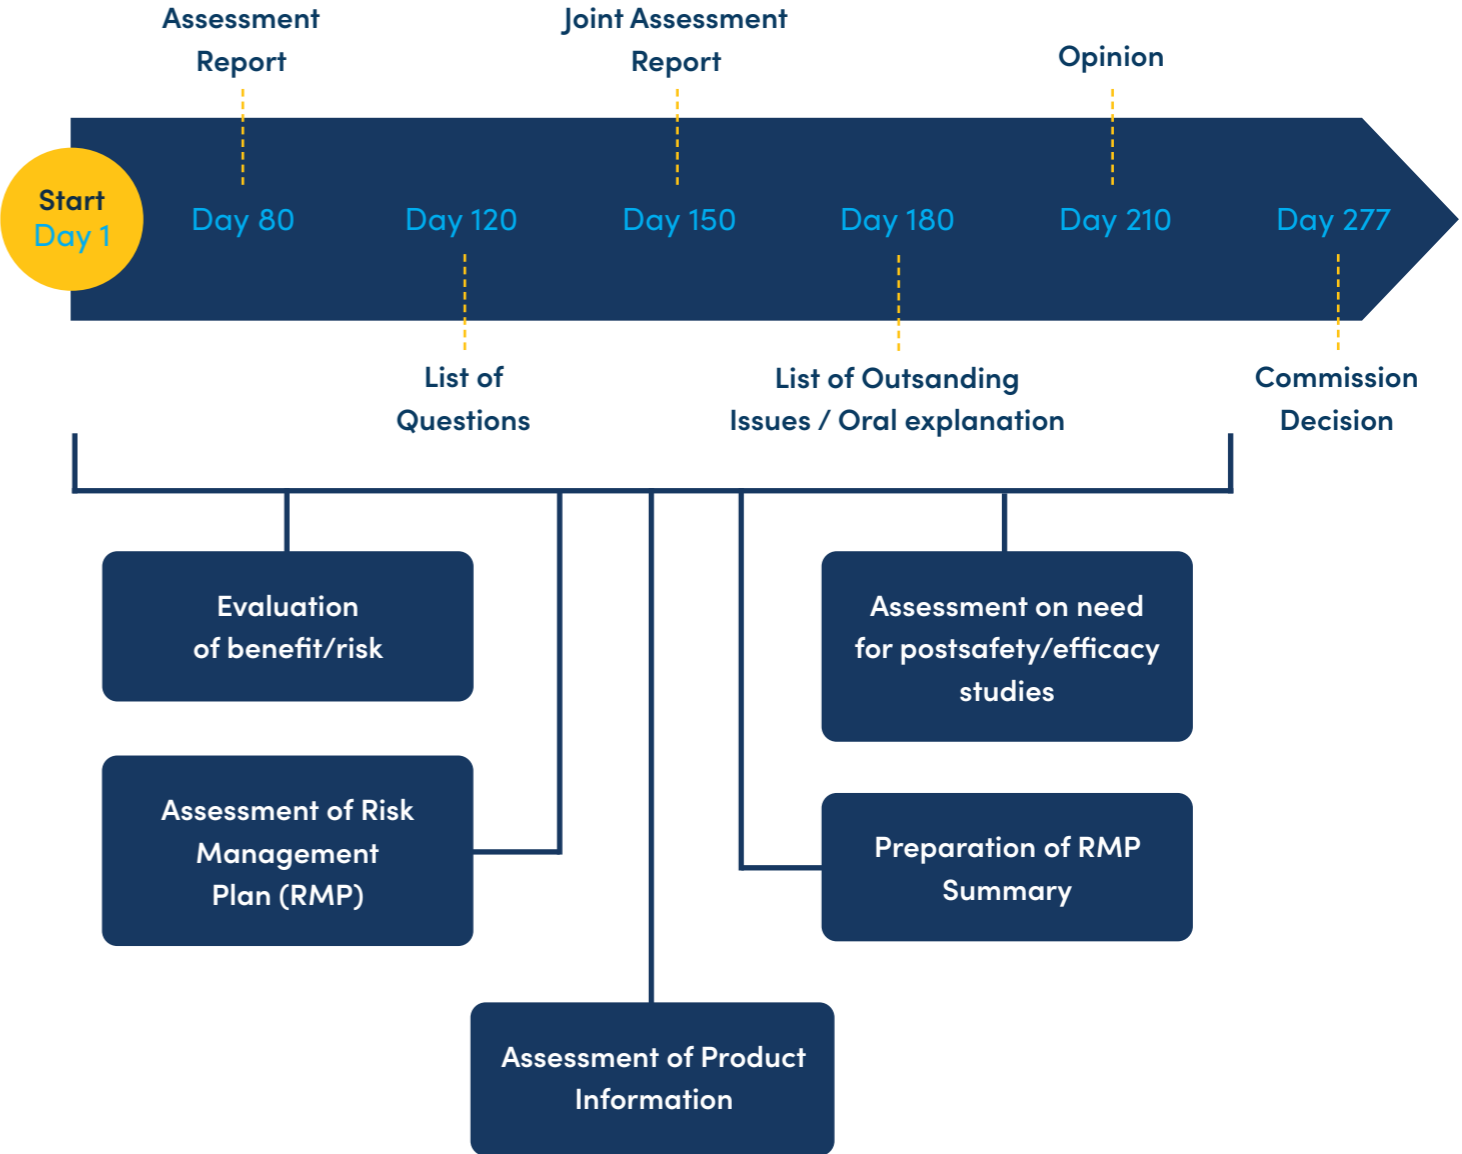 Assessment
Report
Joint Assessment
Report
Opinion
Start
Day 1
Day 80
Day 120
Day 150
Day 180
Day 210
Day 277
List of
Questions
List of Outsanding
Issues / Oral explanation
Commission
Decision
Evaluation
of benefit/risk
Assessment on need
for postsafety/efficacy
studies
Assessment of Risk
Management
Plan (RMP)
Preparation of RMP
Summary
Assessment of Product
Information